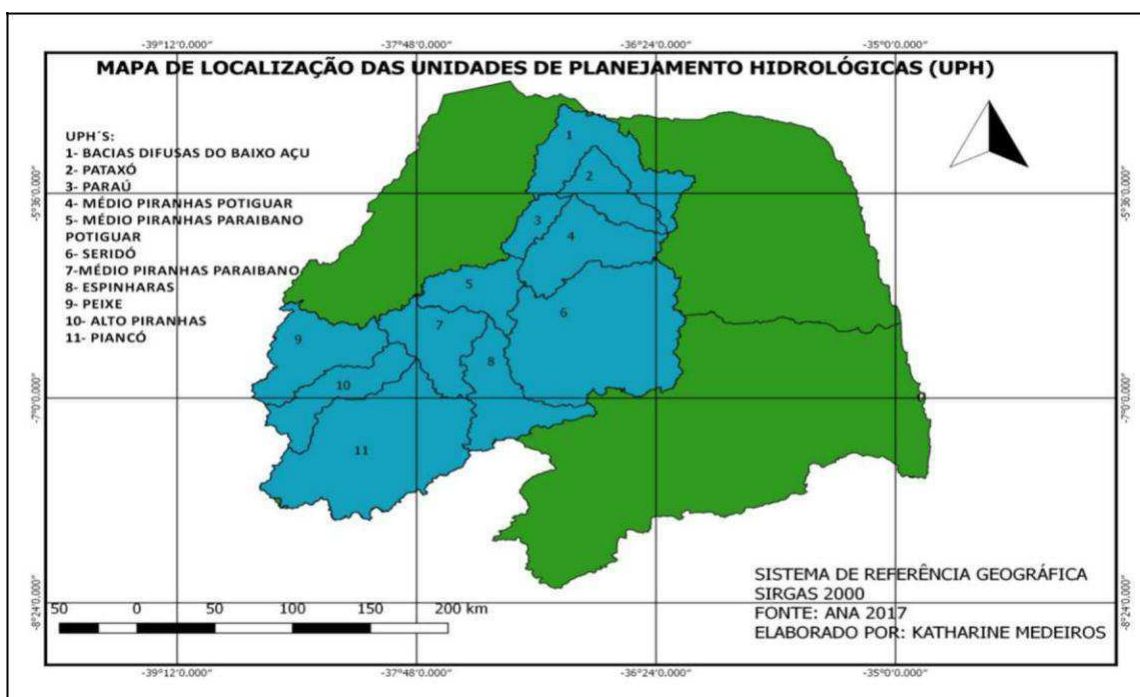 -39°12'0.000" -37°48'0.000" -36°24'0.000" -35°0'0.000"
MAPA DE LOCALIZAÇÃO DAS UNIDADES DE PLANEJAMENTO HIDROLÓGICAS (UPH)
UPH´S:
1- BACIAS DIFUSAS DO BAIXO AÇU
2- PATAXÓ
3- PARAÚ
4- MÉDIO PIRANHAS POTIGUAR
5- MÉDIO PIRANHAS PARAIBANO
POTIGUAR
6- SERIDÓ
7-MÉDIO PIRANHAS PARAIBANO
8- ESPINHARAS
9- PEIXE
10- ALTO PIRANHAS
11- PIANCÓ
1
2
3
4
5
6
7
8
9
10
11
-5°36'0.000" -5°36'0.000"
-7°0'0.000" -7°0'0.000"
-8°24'0.000" -8°24'0.000"
50 0 50 100 150 200 km
SISTEMA DE REFERÊNCIA GEOGRÁFICA
SIRGAS 2000
FONTE: ANA 2017
ELABORADO POR: KATHARINE MEDEIROS
-39°12'0.000" -37°48'0.000" -36°24'0.000" -35°0'0.000"